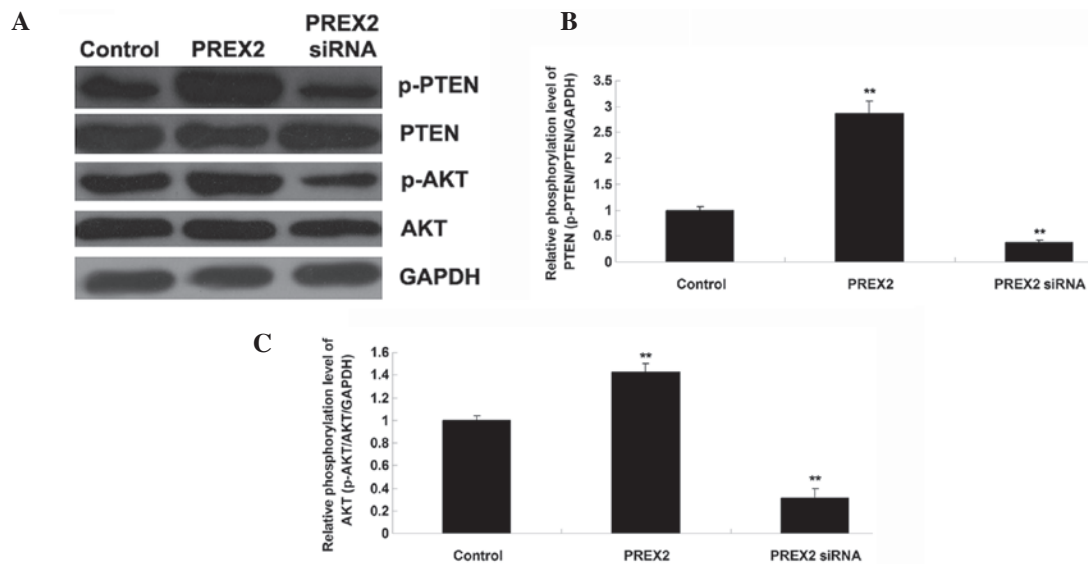 A
Control PREX2 PREX2 siRNA
p-PTEN
PTEN
p-AKT
AKT
GAPDH
B
Relative phosphorylation level of
PTEN (p-PTEN/PTEN/GAPDH)
3.5
3
2.5
2
1.5
1
0.5
0
**
**
Control PREX2 PREX2 siRNA
C
Relative phosphorylation level of
AKT (p-AKT/AKT/GAPDH)
1.6
1.4
1.2
1
0.8
0.6
0.4
0.2
0
**
**
Control PREX2 PREX2 siRNA